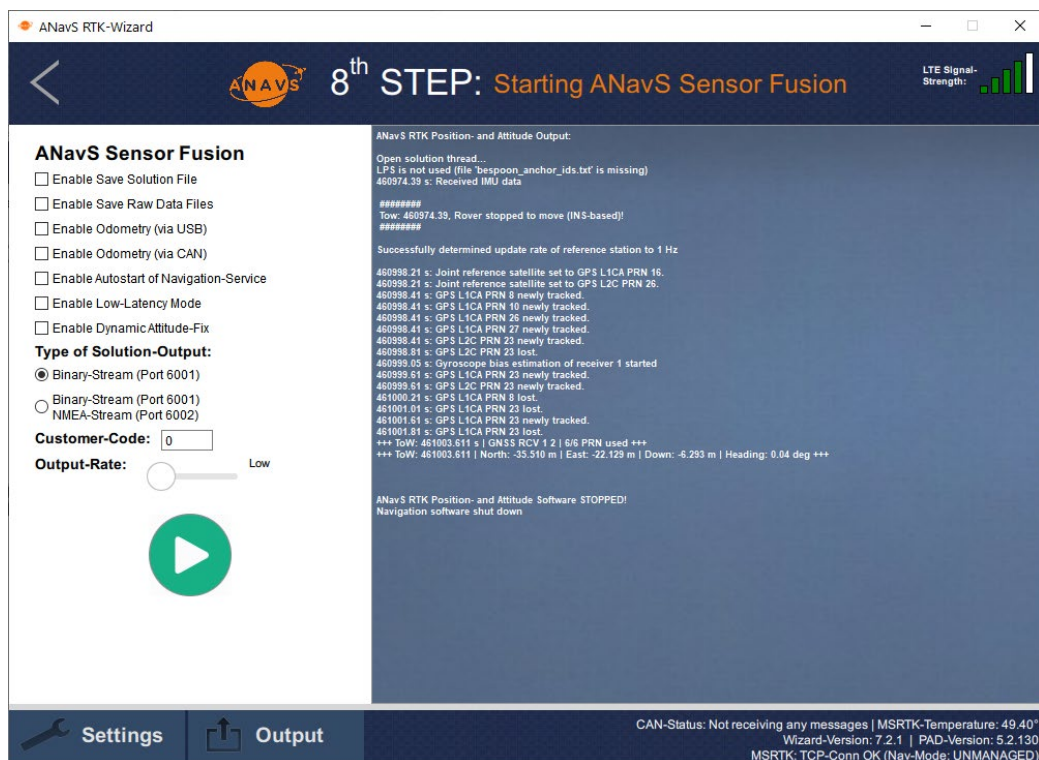 ANavS RTK-Wizard
ANAVS
8th STEP: Starting ANavS Sensor Fusion
LTE Signal-
Strength:
ANavS Sensor Fusion
Enable Save Solution File
Enable Save Raw Data Files
Enable Odometry (via USB)
Enable Odometry (via CAN)
Enable Autostart of Navigation-Service
Enable Low-Latency Mode
Enable Dynamic Attitude-Fix
Type of Solution-Output:
Binary-Stream (Port 6001)
Binary-Stream (Port 6001)
NMEA-Stream (Port 6002)
Customer-Code: 0
Output-Rate: Low
ANavS RTK Position- and Attitude Output:
Open solution thread...
LPS is not used (file 'bespoon_anchor_ids.txt' is missing)
460974.39 s: Received IMU data
########
Tow: 460974.39, Rover stopped to move (INS-based)!
########
Successfully determined update rate of reference station to 1 Hz
460998.21 s: Joint reference satellite set to GPS L1CA PRN 16.
460998.21 s: Joint reference satellite set to GPS L2C PRN 26.
460998.41 s: GPS L1CA PRN 8 newly tracked.
460998.41 s: GPS L1CA PRN 10 newly tracked.
460998.41 s: GPS L1CA PRN 26 newly tracked.
460998.41 s: GPS L1CA PRN 27 newly tracked.
460998.41 s: GPS L2C PRN 23 newly tracked.
460998.81 s: GPS L2C PRN 23 lost.
460999.05 s: Gyroscope bias estimation of receiver 1 started
460999.61 s: GPS L1CA PRN 23 newly tracked.
460999.61 s: GPS L2C PRN 23 newly tracked.
461000.21 s: GPS L1CA PRN 8 lost.
461001.01 s: GPS L1CA PRN 23 lost.
461001.61 s: GPS L1CA PRN 23 newly tracked.
461001.81 s: GPS L1CA PRN 23 lost.
+++ ToW: 461003.611 s | GNSS RCV 1 2 | 6/6 PRN used +++
+++ ToW: 461003.611 | North: -35.510 m | East: -22.129 m | Down: -6.293 m | Heading: 0.04 deg +++
ANavS RTK Position- and Attitude Software STOPPED!
Navigation software shut down
Settings
Output
CAN-Status: Not receiving any messages | MSRTK-Temperature: 49.40°
Wizard-Version: 7.2.1 | PAD-Version: 5.2.130
MSRTK: TCP-Conn OK (Nav-Mode: UNMANAGED)